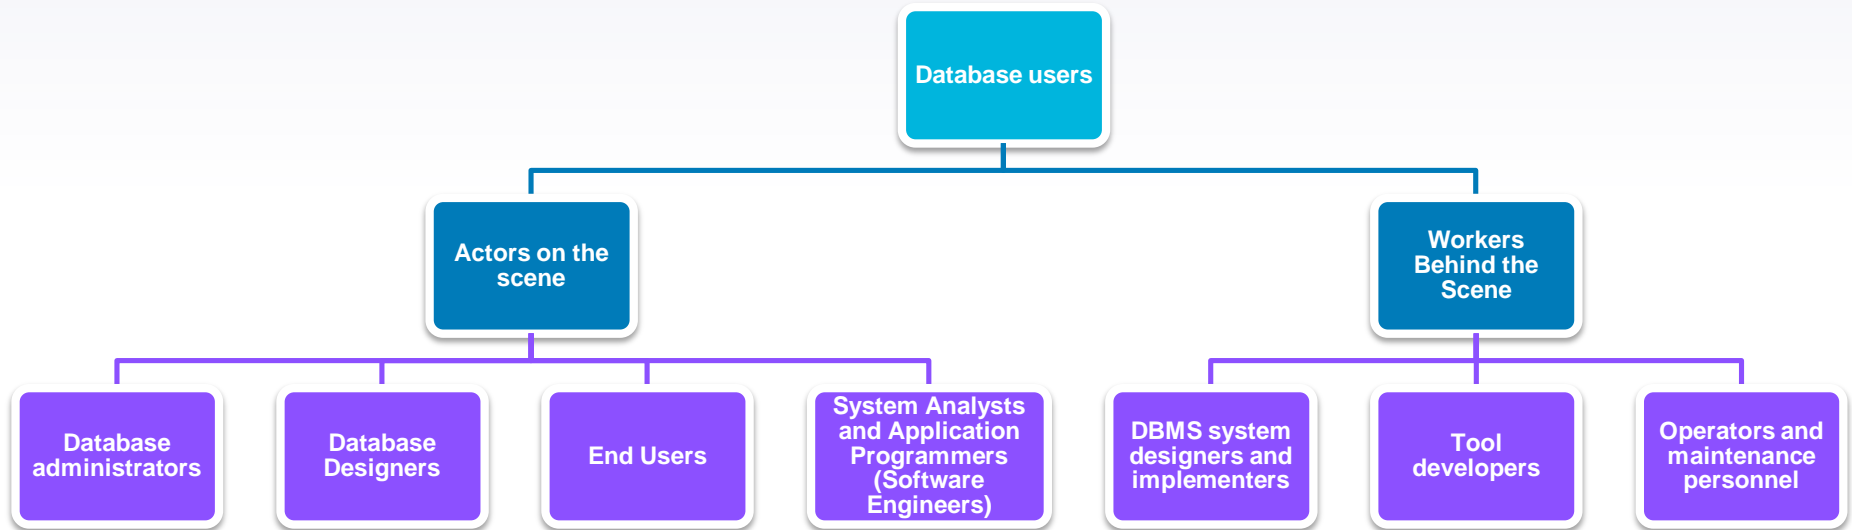 Database users
Actors on the
scene
Workers
Behind the
Scene
Database
administrators
Database
Designers
End Users
System Analysts
and Application
Programmers
(Software
Engineers)
DBMS system
designers and
implementers
Tool
developers
Operators and
maintenance
personnel